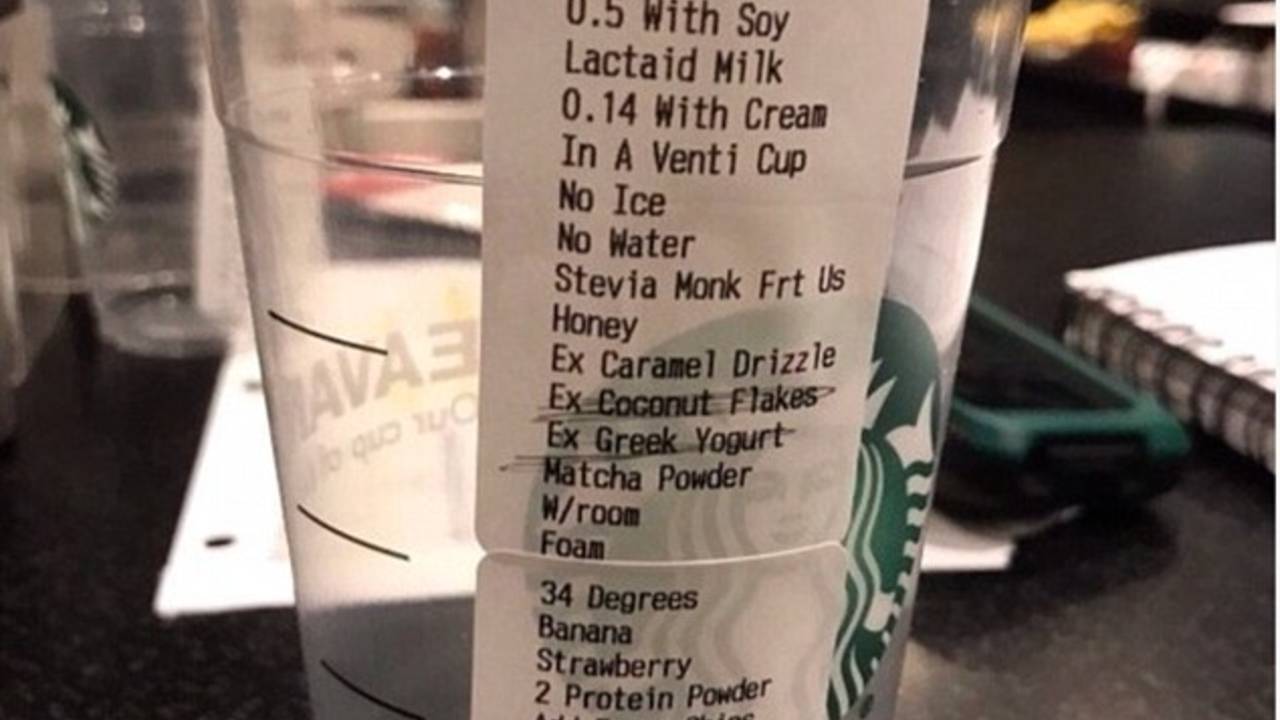 0.5 With Soy
Lactaid Milk
0.14 With Cream
In A Venti Cup
No Ice
No Water
Stevia Monk Frt Us
Honey
Ex Caramel Drizzle
Ex Coconut Flakes
Ex Greek Yogurt
Matcha Powder
W/room
Foam
34 Degrees
Banana
Strawberry
2 Protein Powder
Chips